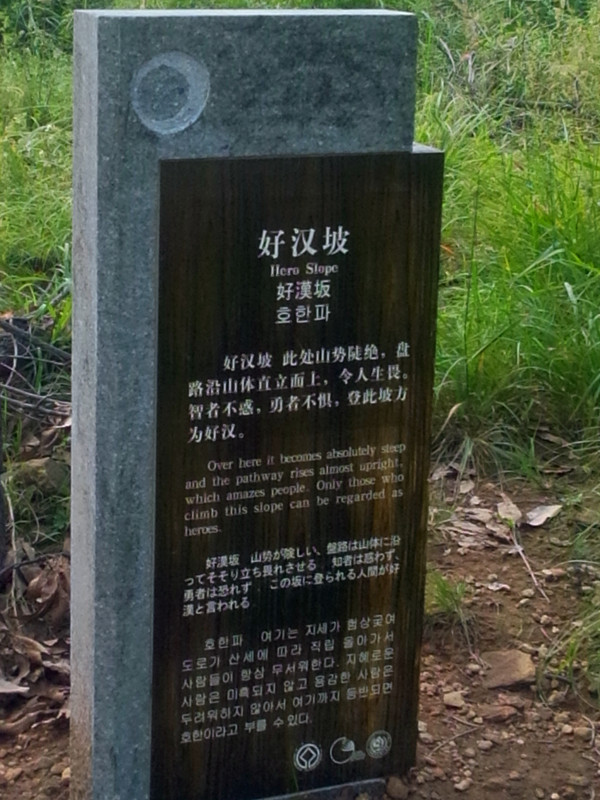 好汉坡
Hero Slope
好漢坂
호한파
好汉坡 此处山势陡绝，盘
路沿山体直立而上，令人生畏。
智者不惑，勇者不惧，登此坡方
为好汉。
Over here it becomes absolutely steep
and the pathway rises almost upright,
which amazes people. Only those who
climb this slope can be regarded as
heroes.
好漢坂 山势が険しい、盤路は山体に沿
ってそそり立ち畏れさせる 。知者は惑わず、
勇者は恐れず 、この坂に登られる人間が好
漢と言われる
호한파 여기는 지세가 험상궂여
도로가 산세에 따라 직립 돌아가서
사람들이 항상 무서워한다. 지혜로운
사람은 미혹되지 않고 용감한 사람은
두려워하지 않아서 여기까지 등반되면
호한이라고 부를 수 있다.